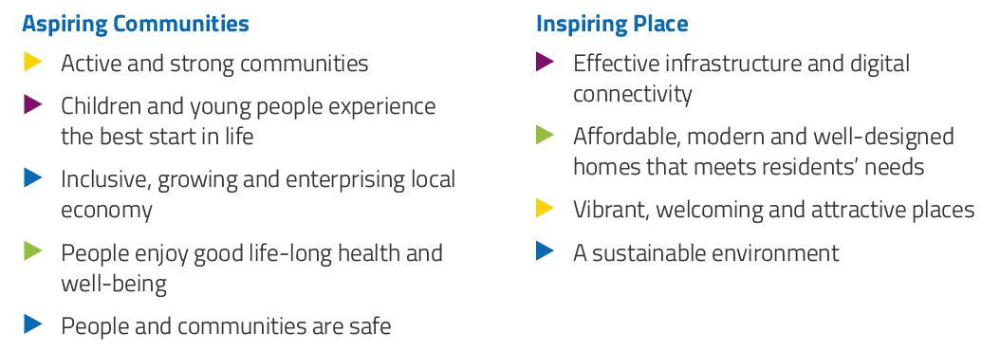 Aspiring Communities
Active and strong communities
Children and young people experience
the best start in life
Inclusive, growing and enterprising local
economy
People enjoy good life-long health and
well-being
People and communities are safe
Inspiring Place
Effective infrastructure and digital
connectivity
Affordable, modern and well-designed
homes that meets residents’ needs
Vibrant, welcoming and attractive places
A sustainable environment